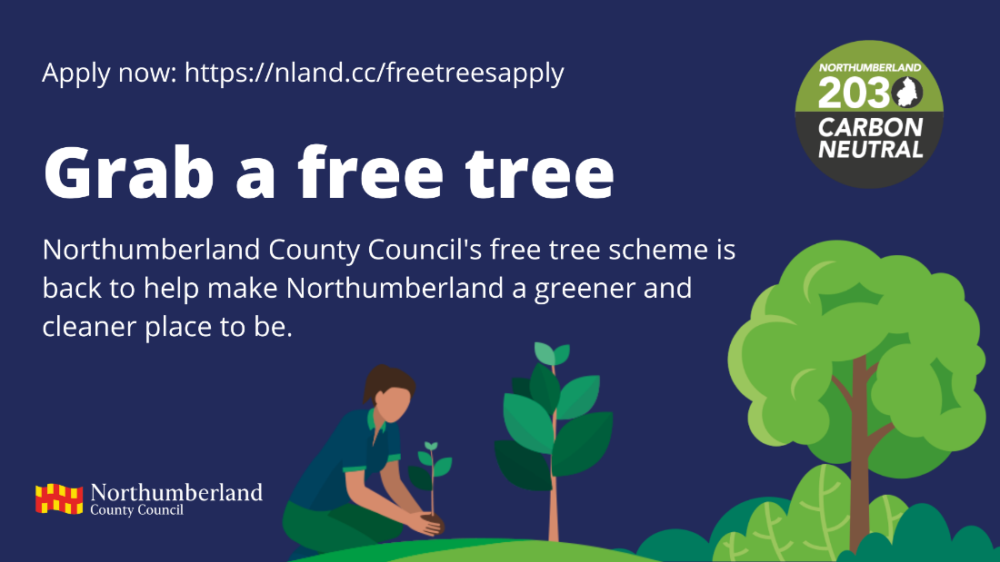 Apply now: https://nland.cc/freetreesapply
NORTHUMBERLAND
2030
CARBON
NEUTRAL
Grab a free tree
Northumberland County Council's free tree scheme is
back to help make Northumberland a greener and
cleaner place to be.
Northumberland
County Council